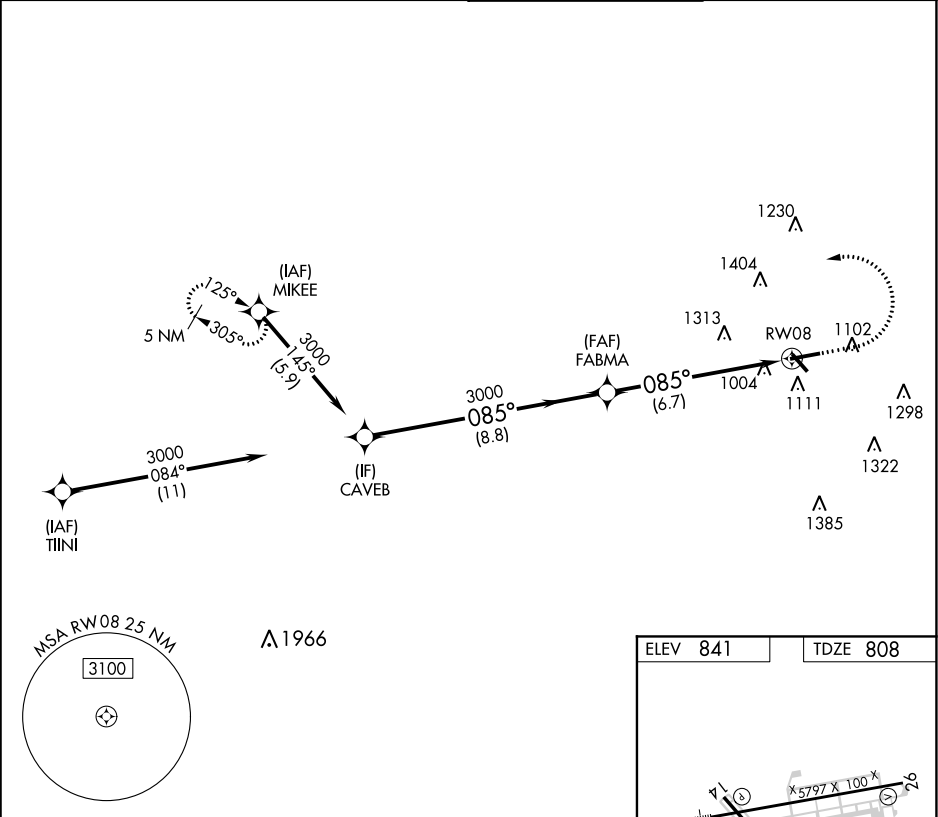 1230
1404
(IAF)
MIKEE
125°
305°
5 NM
3000
145°
(5.9)
1313
RW08
1102
(FAF)
FABMA
1004
1111
085°
(6.7)
3000
085°
(8.8)
1298
1322
1385
3000
084°
(11)
(IF)
CAVEB
(IAF)
TIINI
MSA RW08 25 NM
3100
1966
ELEV 841
TDZE 808
14
P
X 5797 X 100 X
V
26